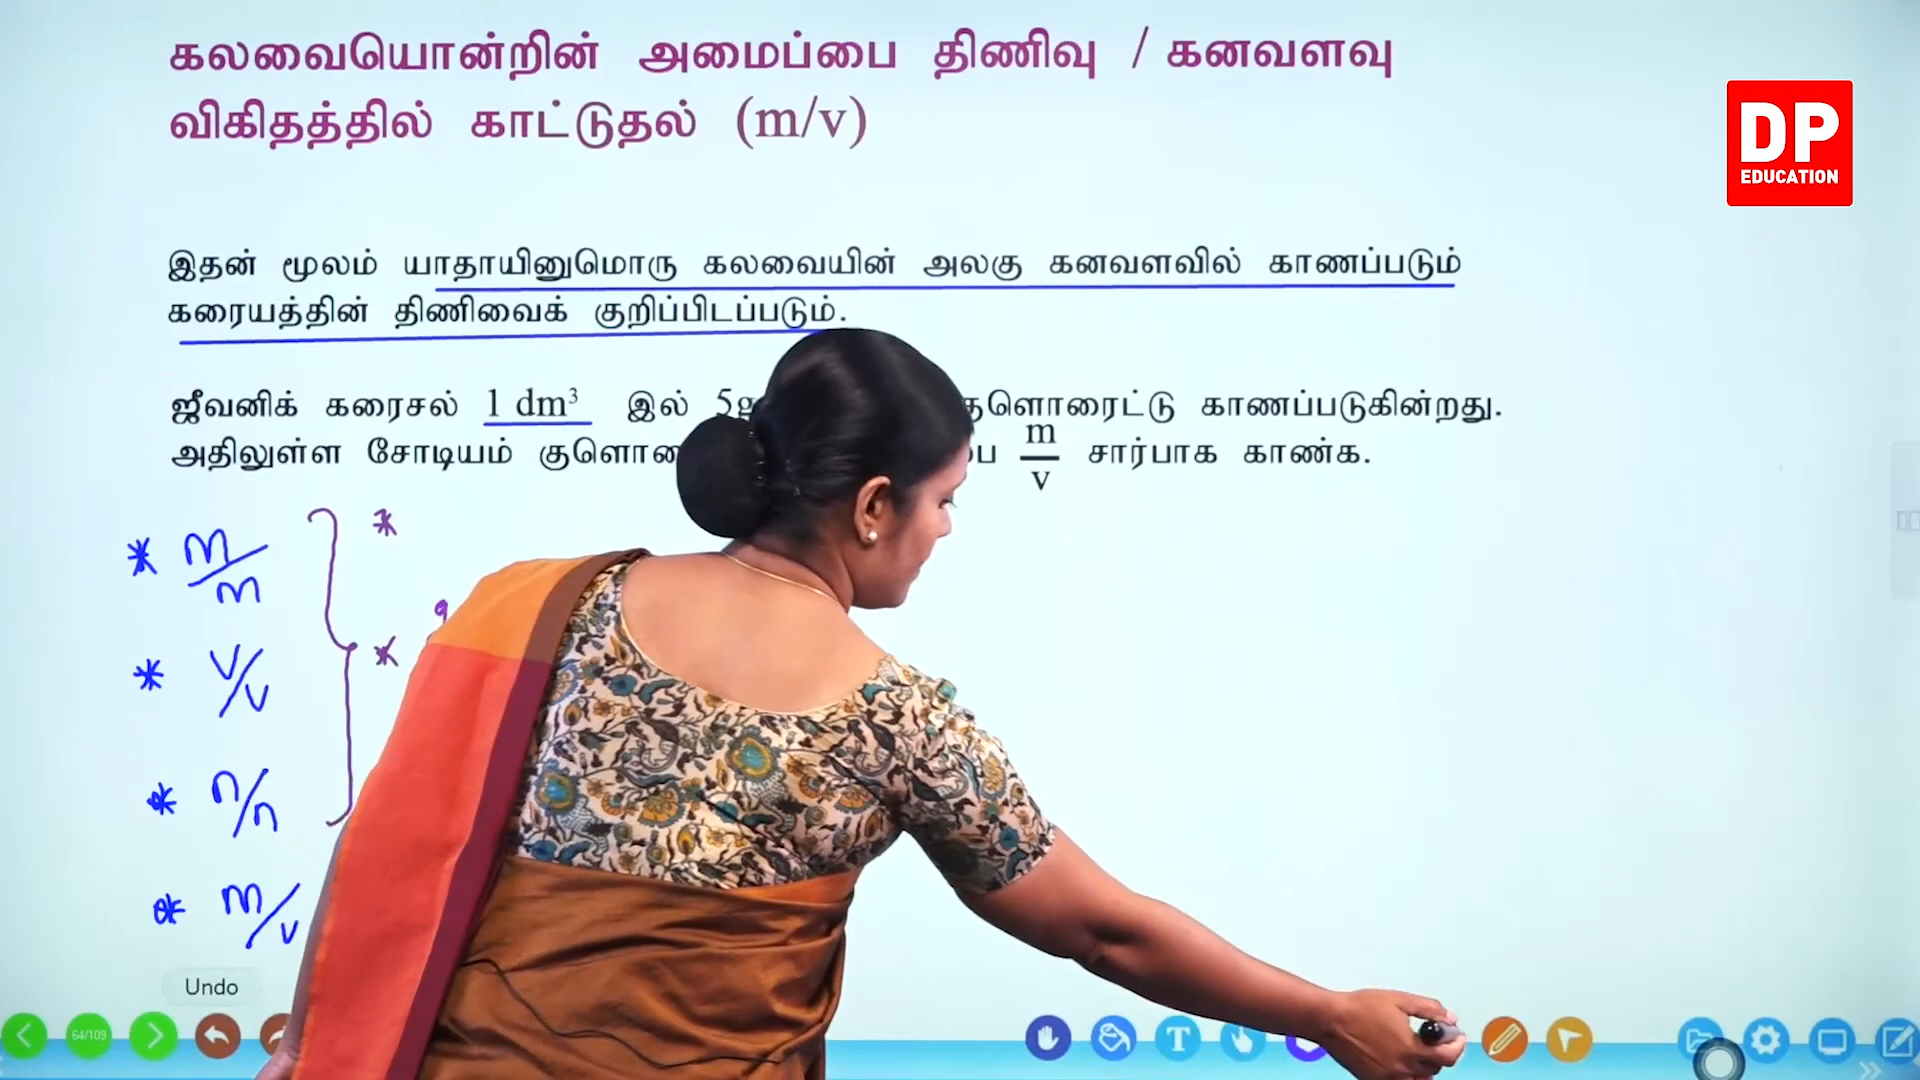 கலவையொன்றின் அமைப்பை திணிவு / கனவளவு
விகிதத்தில் காட்டுதல் (m/v)
DP
EDUCATION
இதன் மூலம் யாதாயினுமொரு கலவையின் அலகு கனவளவில் காணப்படும்
கரையத்தின் திணிவைக் குறிப்பிடப்படும்.
ஜீவனிக் கரைசல் 1 dm³ இல் 5g குளொரைட்டு காணப்படுகின்றது.
அதிலுள்ள சோடியம் m/v சார்பாக காண்க.
* m/m
* v/v
* n/n
* m/v
*
*
Undo
64/109
T